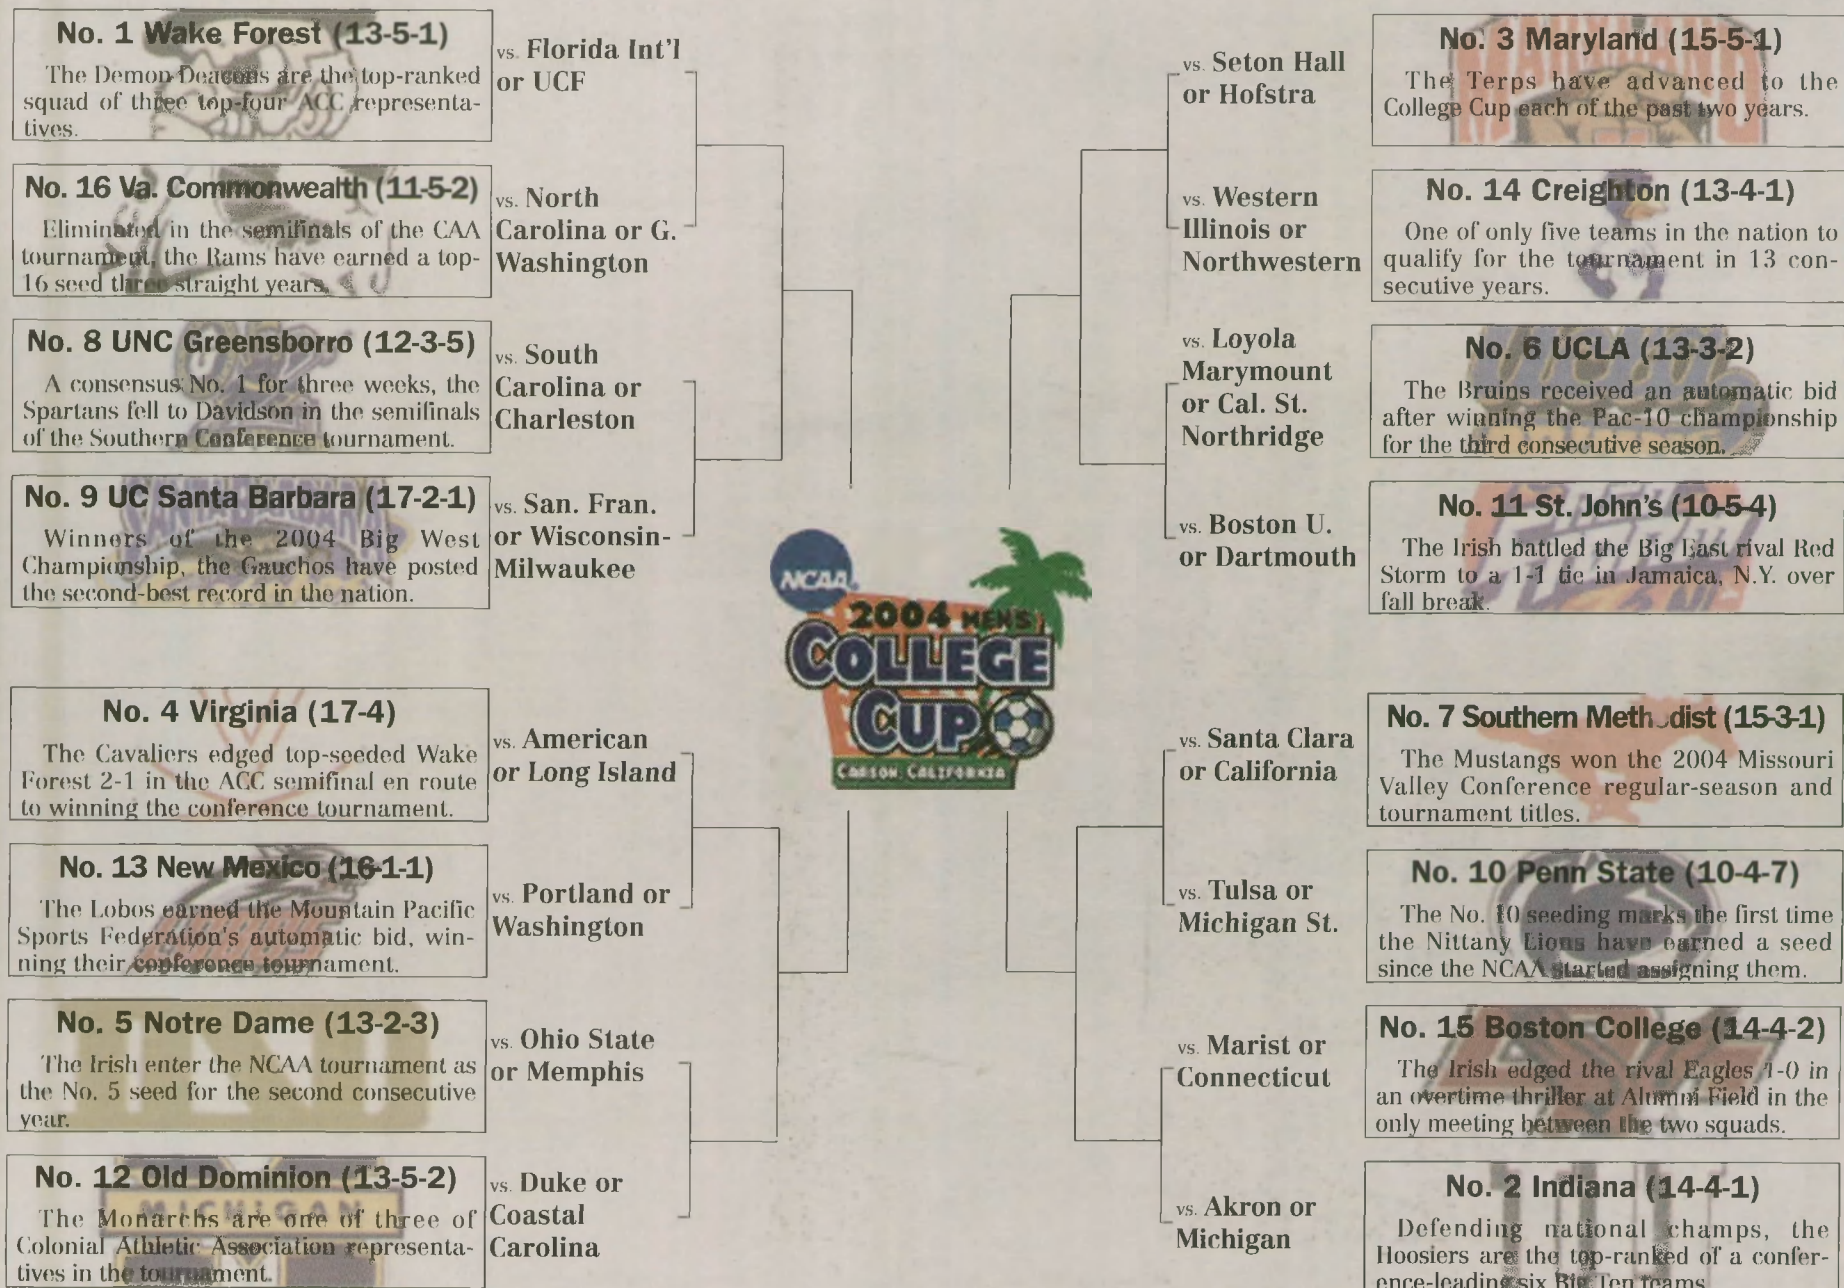 No. 1 Wake Forest (13-5-1)
The Demon Deacons are the top-ranked
squad of three top-four ACC representa-
tives.
vs. Florida Int'l
or UCF
No. 16 Va. Commonwealth (11-5-2)
Eliminated in the semifinals of the CAA
tournament, the Rams have earned a top-
16 seed three straight years.
vs. North
Carolina or G.
Washington
No. 8 UNC Greensborro (12-3-5)
A consensus No. 1 for three weeks, the
Spartans fell to Davidson in the semifinals
of the Southern Conference tournament.
vs. South
Carolina or
Charleston
No. 9 UC Santa Barbara (17-2-1)
Winners of the 2004 Big West
Championship, the Gauchos have posted
the second-best record in the nation.
vs. San. Fran.
or Wisconsin-
Milwaukee
No. 4 Virginia (17-4)
The Cavaliers edged top-seeded Wake
Forest 2-1 in the ACC semifinal en route
to winning the conference tournament.
vs. American
or Long Island
No. 13 New Mexico (16-1-1)
The Lobos earned the Mountain Pacific
Sports Federation's automatic bid, win-
ning their conference tournament.
vs. Portland or
Washington
No. 5 Notre Dame (13-2-3)
The Irish enter the NCAA tournament as
the No. 5 seed for the second consecutive
year.
vs. Ohio State
or Memphis
No. 12 Old Dominion (13-5-2)
MICHIGAN
The Monarchs are one of three of
Colonial Athletic Association representa-
tives in the tournament.
vs. Duke or
Coastal
Carolina
NCAA
2004 MEN'S
COLLEGE
CUP
CARSON, CALIFORNIA
vs. Seton Hall
or Hofstra
No. 3 Maryland (15-5-1)
MARYLAND
The Terps have advanced to the
College Cup each of the past two years.
vs. Western
Illinois or
Northwestern
No. 14 Creighton (13-4-1)
One of only five teams in the nation to
qualify for the tournament in 13 con-
secutive years.
vs. Loyola
Marymount
or Cal. St.
Northridge
No. 6 UCLA (13-3-2)
The Bruins received an automatic bid
after winning the Pac-10 championship
for the third consecutive season.
vs. Boston U.
or Dartmouth
No. 11 St. John's (10-5-4)
The Irish battled the Big East rival Red
Storm to a 1-1 tie in Jamaica, N.Y. over
fall break.
vs. Santa Clara
or California
No. 7 Southern Methodist (15-3-1)
The Mustangs won the 2004 Missouri
Valley Conference regular-season and
tournament titles.
vs. Tulsa or
Michigan St.
No. 10 Penn State (10-4-7)
The No. 10 seeding marks the first time
the Nittany Lions have earned a seed
since the NCAA started assigning them.
vs. Marist or
Connecticut
No. 15 Boston College (14-4-2)
The Irish edged the rival Eagles 1-0 in
an overtime thriller at Alumni Field in the
only meeting between the two squads.
vs. Akron or
Michigan
No. 2 Indiana (14-4-1)
Defending national champs, the
Hoosiers are the top-ranked of a confer-
ence-leading six Big Ten teams